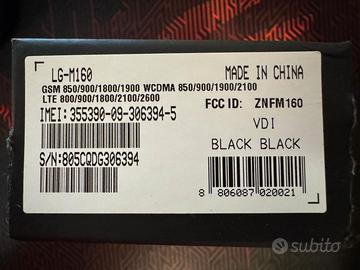 LG-M160
MADE IN CHINA
GSM 850/900/1800/1900 WCDMA 850/900/1900/2100
LTE 800/900/1800/2100/2600
FCC ID: ZNFM160
IMEI: 355390-09-306394-5
VDI
BLACK BLACK
S/N:805CQDG306394
8 806087 020021
subito